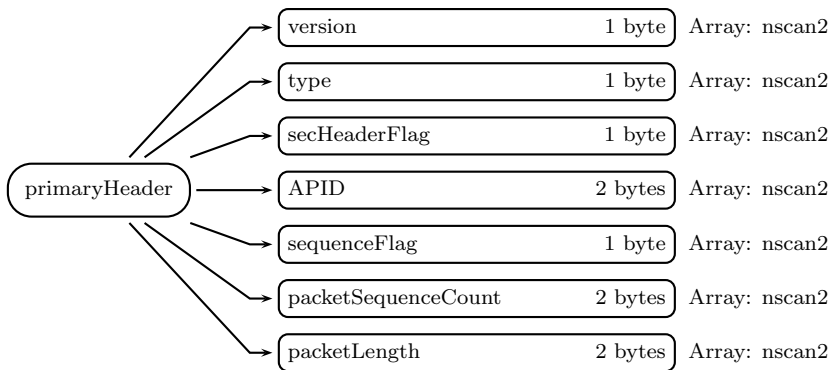 version 1 byte Array: nscan2
type 1 byte Array: nscan2
secHeaderFlag 1 byte Array: nscan2
primaryHeader APID 2 bytes Array: nscan2
sequenceFlag 1 byte Array: nscan2
packetSequenceCount 2 bytes Array: nscan2
packetLength 2 bytes Array: nscan2